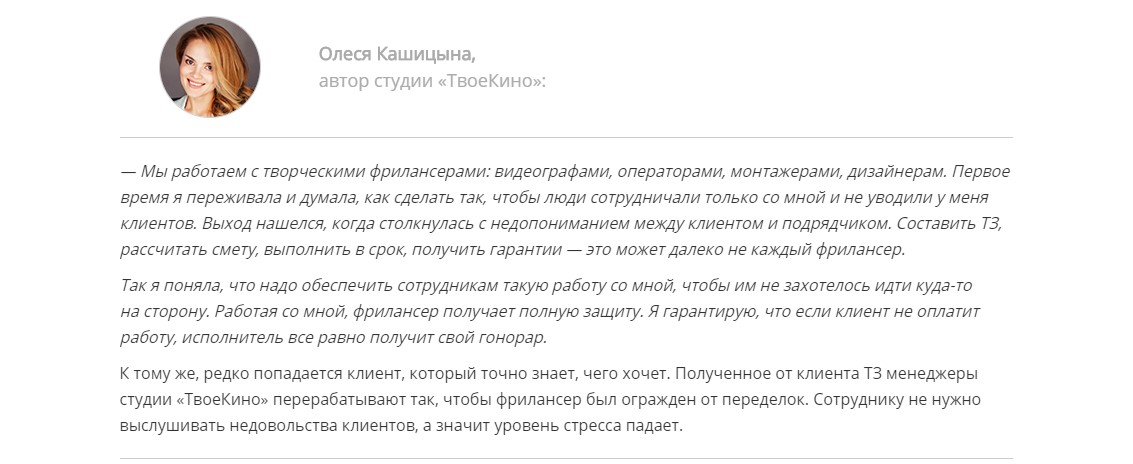 Олеся Кашицына,
автор студии «ТвоеКино»:
— Мы работаем с творческими фрилансерами: видеографами, операторами, монтажерами, дизайнерам. Первое
время я переживала и думала, как сделать так, чтобы люди сотрудничали только со мной и не уводили у меня
клиентов. Выход нашелся, когда столкнулась с недопониманием между клиентом и подрядчиком. Составить ТЗ,
рассчитать смету, выполнить в срок, получить гарантии — это может далеко не каждый фрилансер.
Так я поняла, что надо обеспечить сотрудникам такую работу со мной, чтобы им не захотелось идти куда-то
на сторону. Работая со мной, фрилансер получает полную защиту. Я гарантирую, что если клиент не оплатит
работу, исполнитель все равно получит свой гонорар.
К тому же, редко попадается клиент, который точно знает, чего хочет. Полученное от клиента ТЗ менеджеры
студии «ТвоеКино» перерабатывают так, чтобы фрилансер был огражден от переделок. Сотруднику не нужно
выслушивать недовольства клиентов, а значит уровень стресса падает.